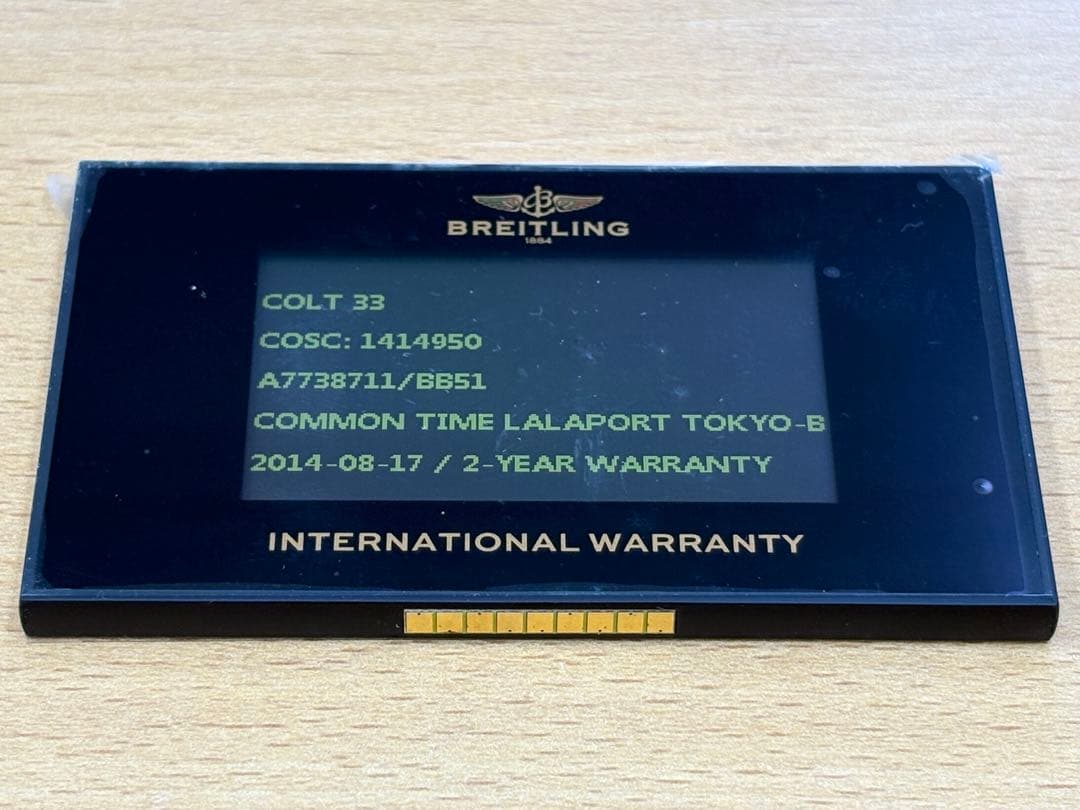 BREITLING
1884
COLT 33
COSC: 1414950
A7738711/BB51
COMMON TIME LALAPORT TOKYO-B
2014-08-17 / 2-YEAR WARRANTY
INTERNATIONAL WARRANTY